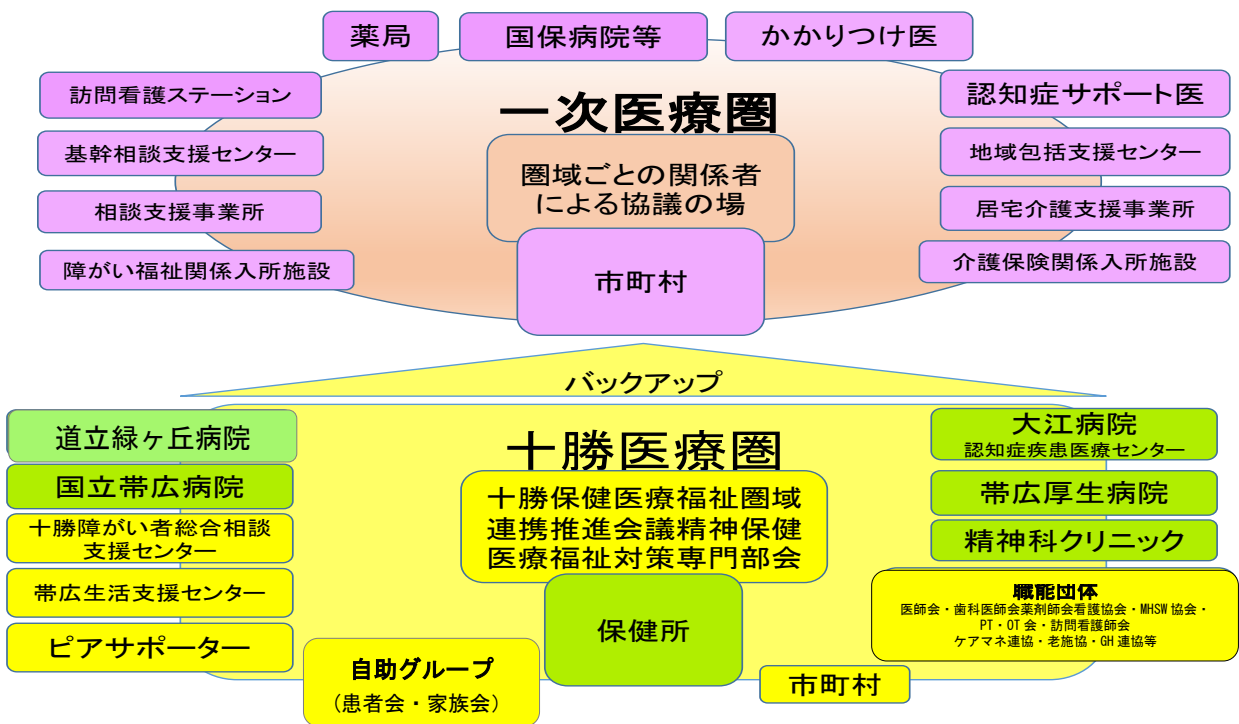 薬局
国保病院等
かかりつけ医
訪問看護ステーション
基幹相談支援センター
相談支援事業所
障がい福祉関係入所施設
一次医療圏
圏域ごとの関係者
による協議の場
市町村
認知症サポート医
地域包括支援センター
居宅介護支援事業所
介護保険関係入所施設
バックアップ
道立緑ヶ丘病院
国立帯広病院
十勝障がい者総合相談
支援センター
帯広生活支援センター
ピアサポーター
十勝医療圏
十勝保健医療福祉圏域
連携推進会議精神保健
医療福祉対策専門部会
保健所
自助グループ
(患者会・家族会)
市町村
大江病院
認知症疾患医療センター
帯広厚生病院
精神科クリニック
職能団体
医師会・歯科医師会薬剤師会看護協会・MHSW協会・
PT・OT会・訪問看護師会
ケアマネ連協・老施協・GH連協等